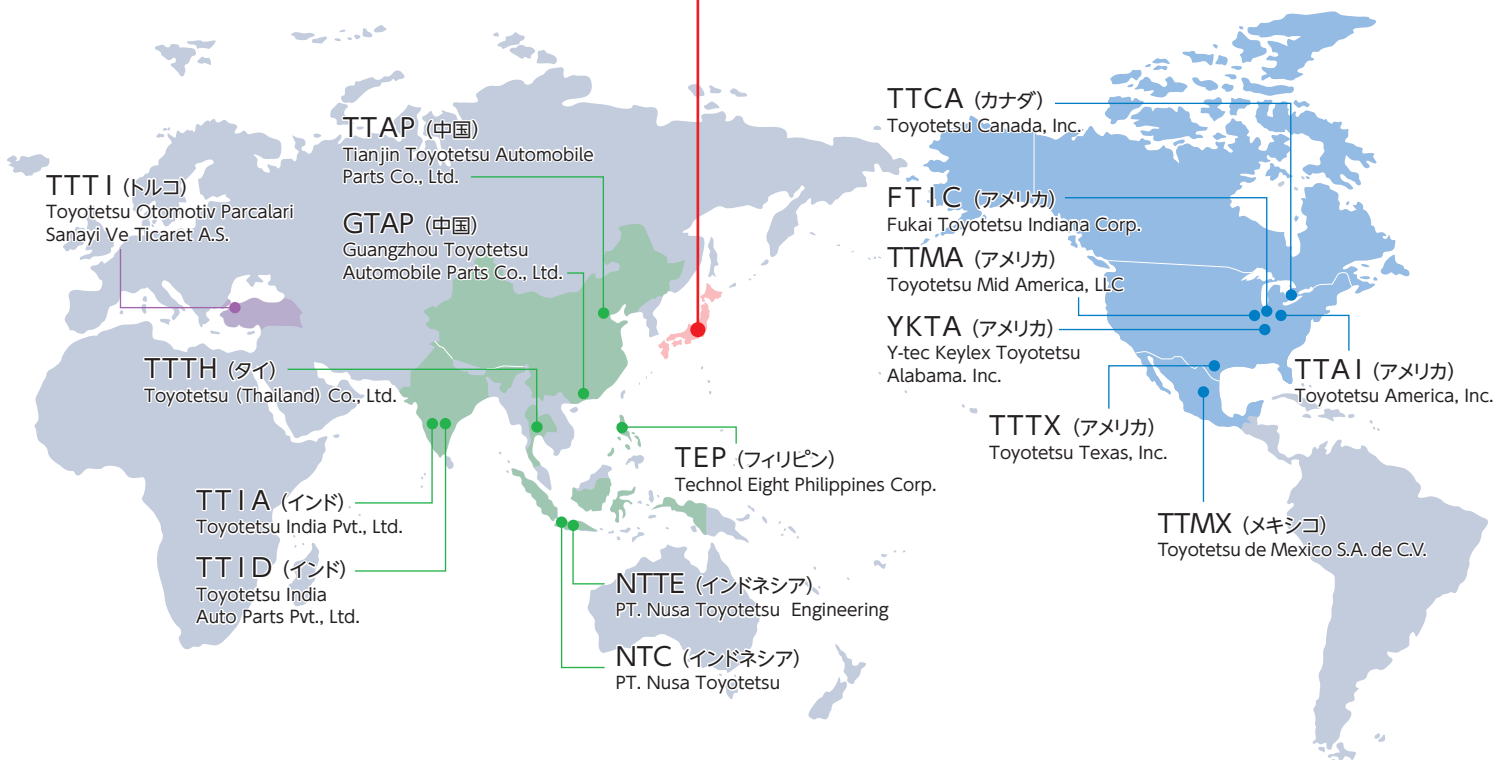 TTTI (トルコ)
Toyotetsu Otomotiv Parcalari
Sanayi Ve Ticaret A.S.
TTAP (中国)
Tianjin Toyotetsu Automobile
Parts Co., Ltd.
GTAP (中国)
Guangzhou Toyotetsu
Automobile Parts Co., Ltd.
TTTH (タイ)
Toyotetsu (Thailand) Co., Ltd.
TTIA (インド)
Toyotetsu India Pvt., Ltd.
TTID (インド)
Toyotetsu India
Auto Parts Pvt., Ltd.
TEP (フィリピン)
Technol Eight Philippines Corp.
NTTE (インドネシア)
PT. Nusa Toyotetsu Engineering
NTC (インドネシア)
PT. Nusa Toyotetsu
TTCA (カナダ)
Toyotetsu Canada, Inc.
FTIC (アメリカ)
Fukai Toyotetsu Indiana Corp.
TTMA (アメリカ)
Toyotetsu Mid America, LLC
YKTA (アメリカ)
Y-tec Keylex Toyotetsu
Alabama. Inc.
TTAI (アメリカ)
Toyotetsu America, Inc.
TTTX (アメリカ)
Toyotetsu Texas, Inc.
TTMX (メキシコ)
Toyotetsu de Mexico S.A. de C.V.